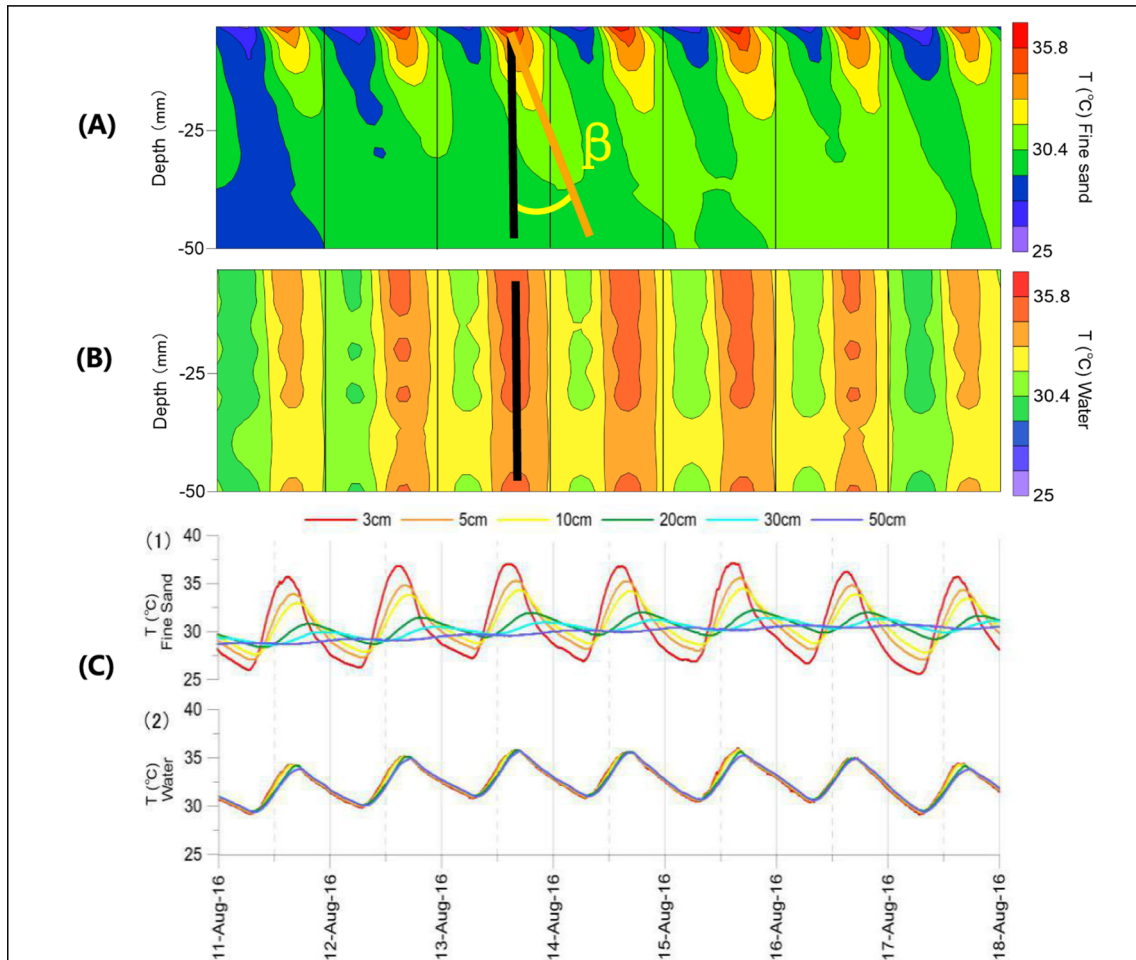 (A)
Depth (mm)
-25
-50
β
35.8
30.4
25
T (℃) Fine sand
(B)
Depth (mm)
-25
-50
35.8
30.4
25
T (℃) Water
3cm 5cm 10cm 20cm 30cm 50cm
(C)
(1)
T (℃)
Fine Sand
40
35
30
25
(2)
T (℃)
Water
40
35
30
25
11-Aug-16
12-Aug-16
13-Aug-16
14-Aug-16
15-Aug-16
16-Aug-16
17-Aug-16
18-Aug-16